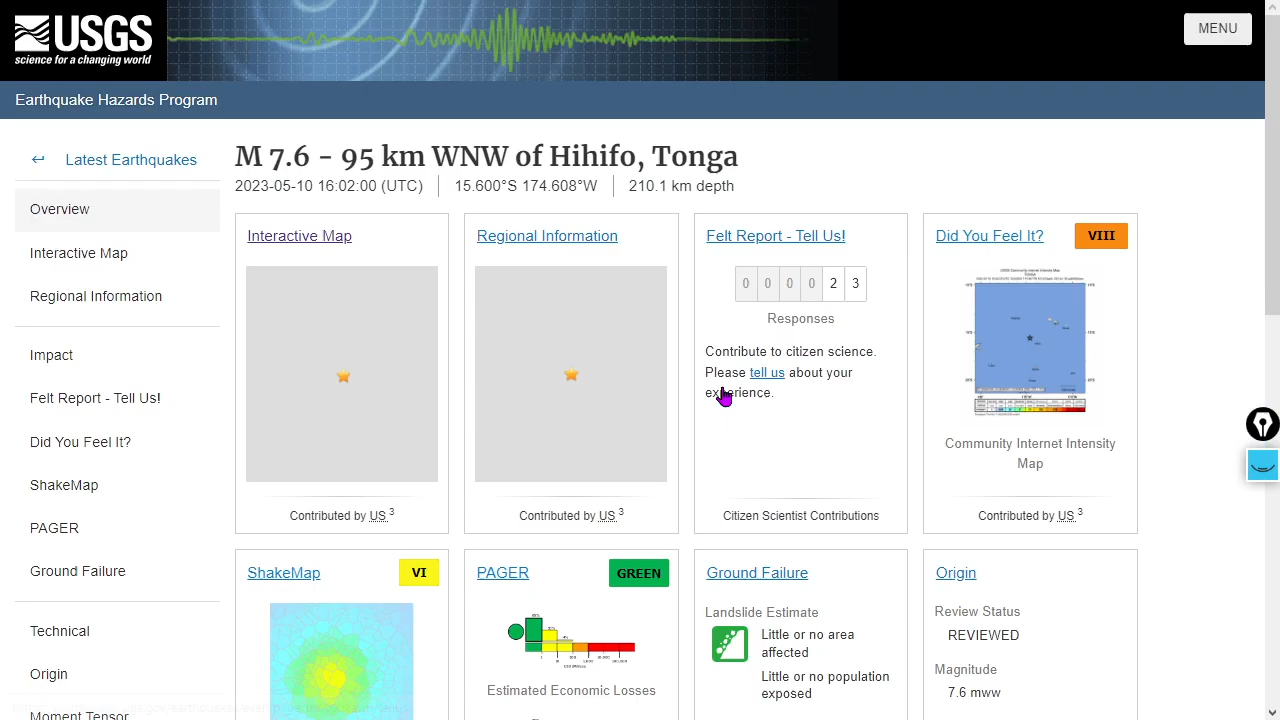 USGS
science for a changing world
MENU
Earthquake Hazards Program
Latest Earthquakes
Overview
Interactive Map
Regional Information
Impact
Felt Report - Tell Us!
Did You Feel It?
ShakeMap
PAGER
Ground Failure
Technical
Origin
Moment Tensor
M 7.6 - 95 km WNW of Hihifo, Tonga
2023-05-10 16:02:00 (UTC)
15.600°S 174.608°W
210.1 km depth
Interactive Map
Contributed by US 3
Regional Information
Contributed by US 3
Felt Report - Tell Us!
0 0 0 0 2 3
Responses
Contribute to citizen science.
Please tell us about your
experience.
Citizen Scientist Contributions
Did You Feel It?
VIII
Community Internet Intensity
Map
Contributed by US 3
ShakeMap
VI
PAGER
GREEN
Estimated Economic Losses
Ground Failure
Landslide Estimate
Little or no area
affected
Little or no population
exposed
Origin
Review Status
REVIEWED
Magnitude
7.6 mww